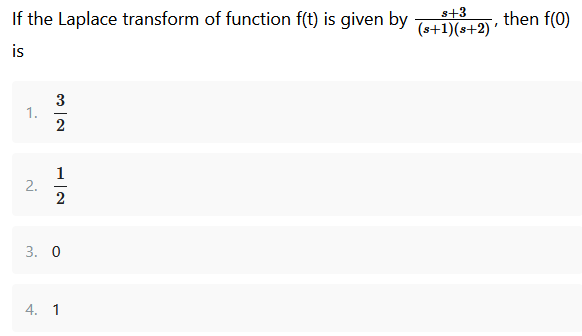 If the Laplace transform of function f(t) is given by \frac{s+3}{(s+1)(s+2)}, then f(0)
is
1. \frac{3}{2}
2. \frac{1}{2}
3. 0
4. 1